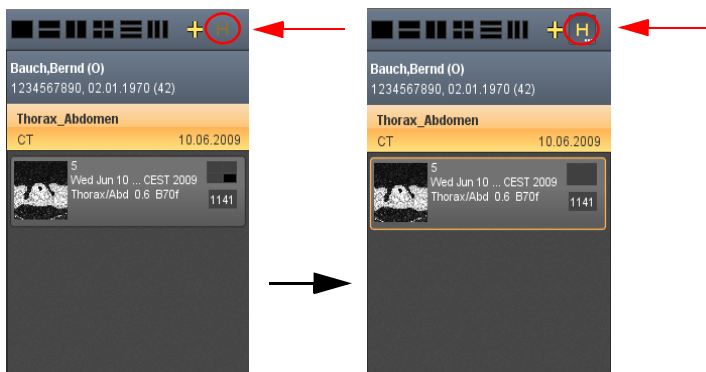 H
Bauch,Bernd (O)
1234567890, 02.01.1970 (42)
Thorax_Abdomen
CT 10.06.2009
5
Wed Jun 10 ... CEST 2009
Thorax/Abd 0.6 B70f
1141
H...
Bauch,Bernd (O)
1234567890, 02.01.1970 (42)
Thorax_Abdomen
CT 10.06.2009
5
Wed Jun 10 ... CEST 2009
Thorax/Abd 0.6 B70f
1141